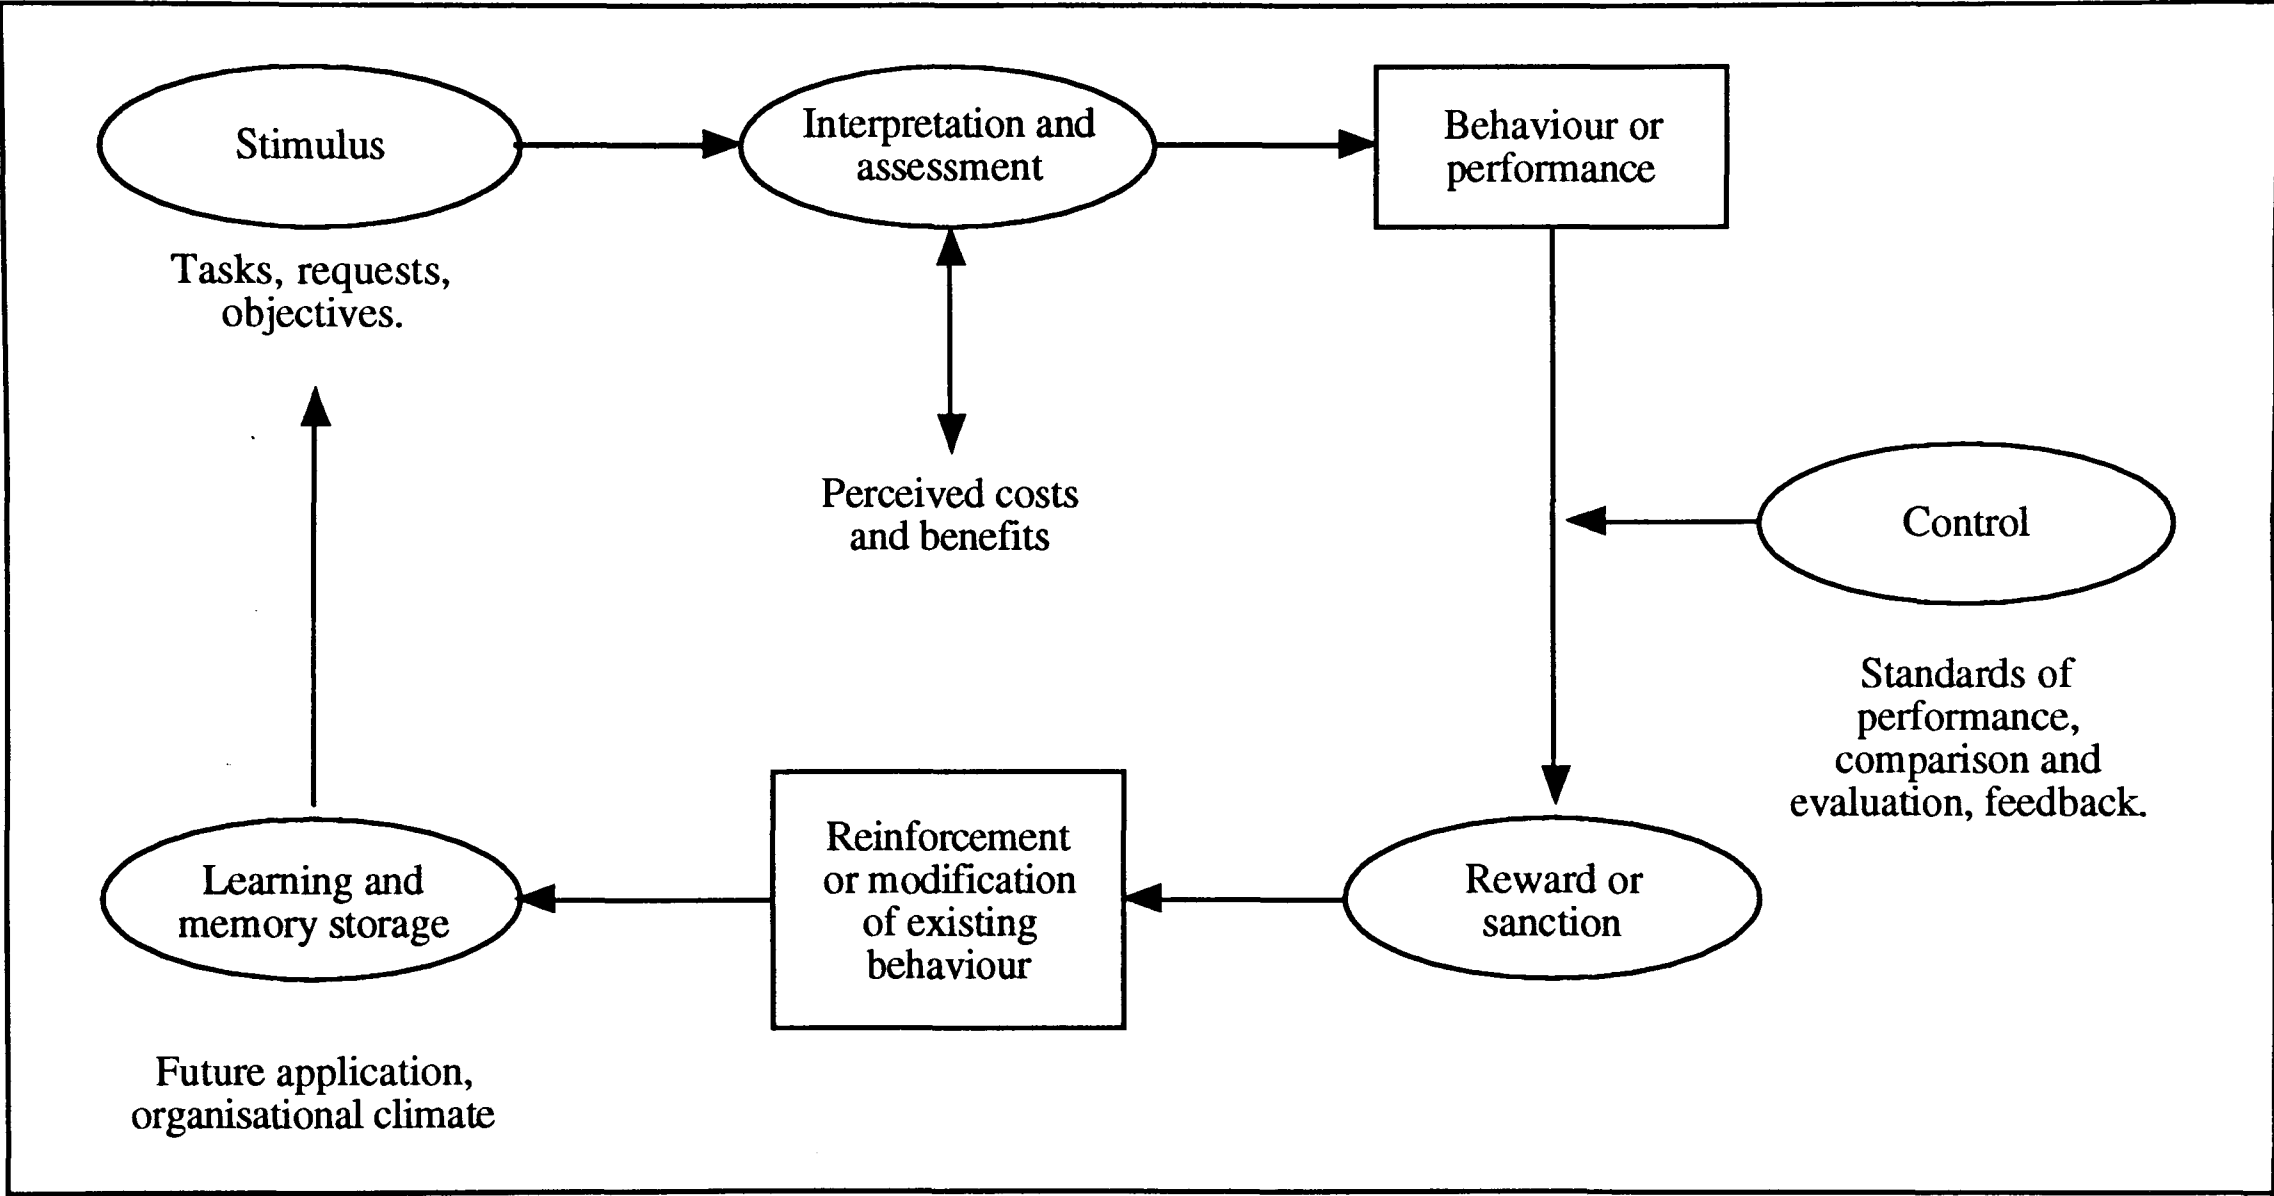 Stimulus
Tasks, requests,
objectives.
Interpretation and
assessment
Perceived costs
and benefits
Behaviour or
performance
Control
Standards of
performance,
comparison and
evaluation, feedback.
Reward or
sanction
Reinforcement
or modification
of existing
behaviour
Learning and
memory storage
Future application,
organisational climate